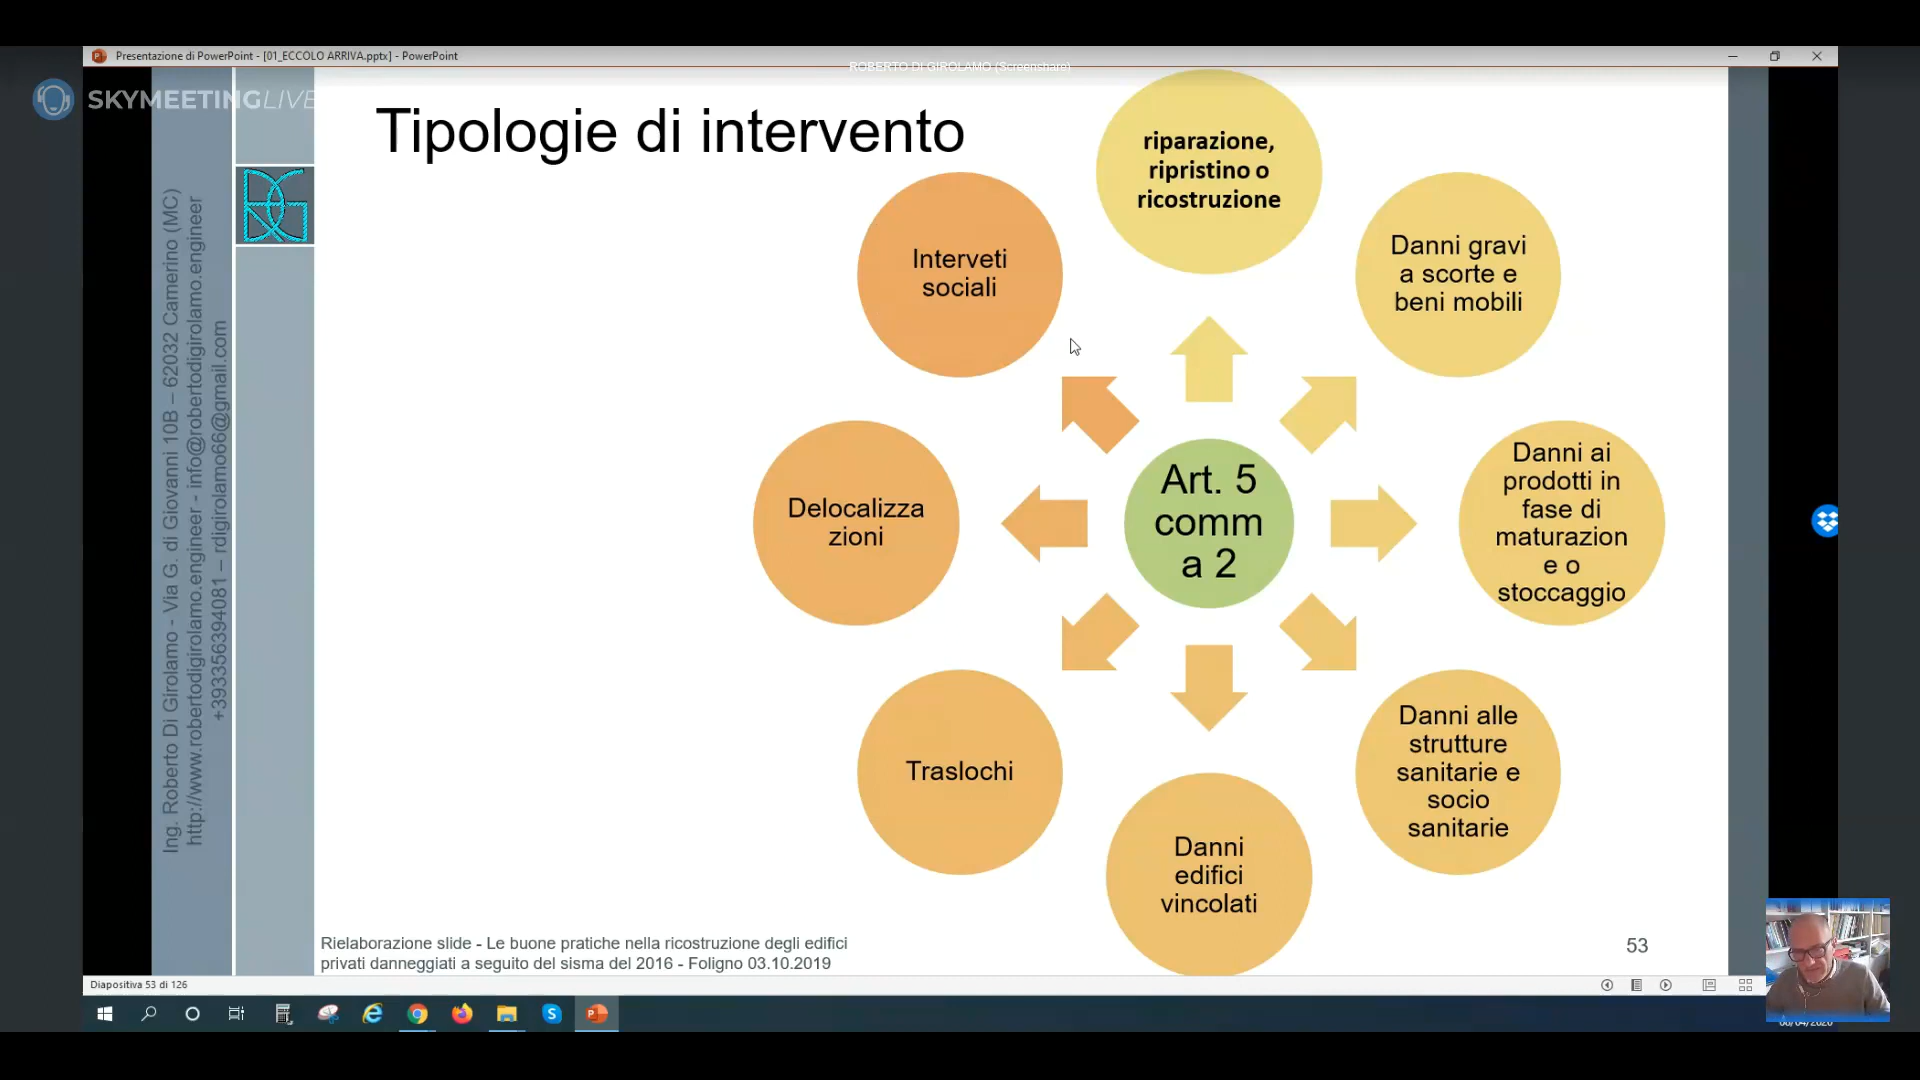 Presentazione di PowerPoint - [01_ECCOLO ARRIVA.pptx] - PowerPoint
ROBERTO DI GIROLAMO (Screenshare)
SKYMEETINGLIVE
Tipologie di intervento
Ing. Roberto Di Girolamo - Via G. di Giovanni 10B – 62032 Camerino (MC)
http://www.robertodigirolamo.engineer - info@robertodigirolamo.engineer
+393356394081 – rdigirolamo66@gmail.com
riparazione,
ripristino o
ricostruzione
Danni gravi
a scorte e
beni mobili
Danni ai
prodotti in
fase di
maturazion
e o
stoccaggio
Danni alle
strutture
sanitarie e
socio
sanitarie
Danni
edifici
vincolati
Traslochi
Delocalizza
zioni
Interveti
sociali
Art. 5
comm
a 2
Rielaborazione slide - Le buone pratiche nella ricostruzione degli edifici
privati danneggiati a seguito del sisma del 2016 - Foligno 03.10.2019
53
Diapositiva 53 di 126